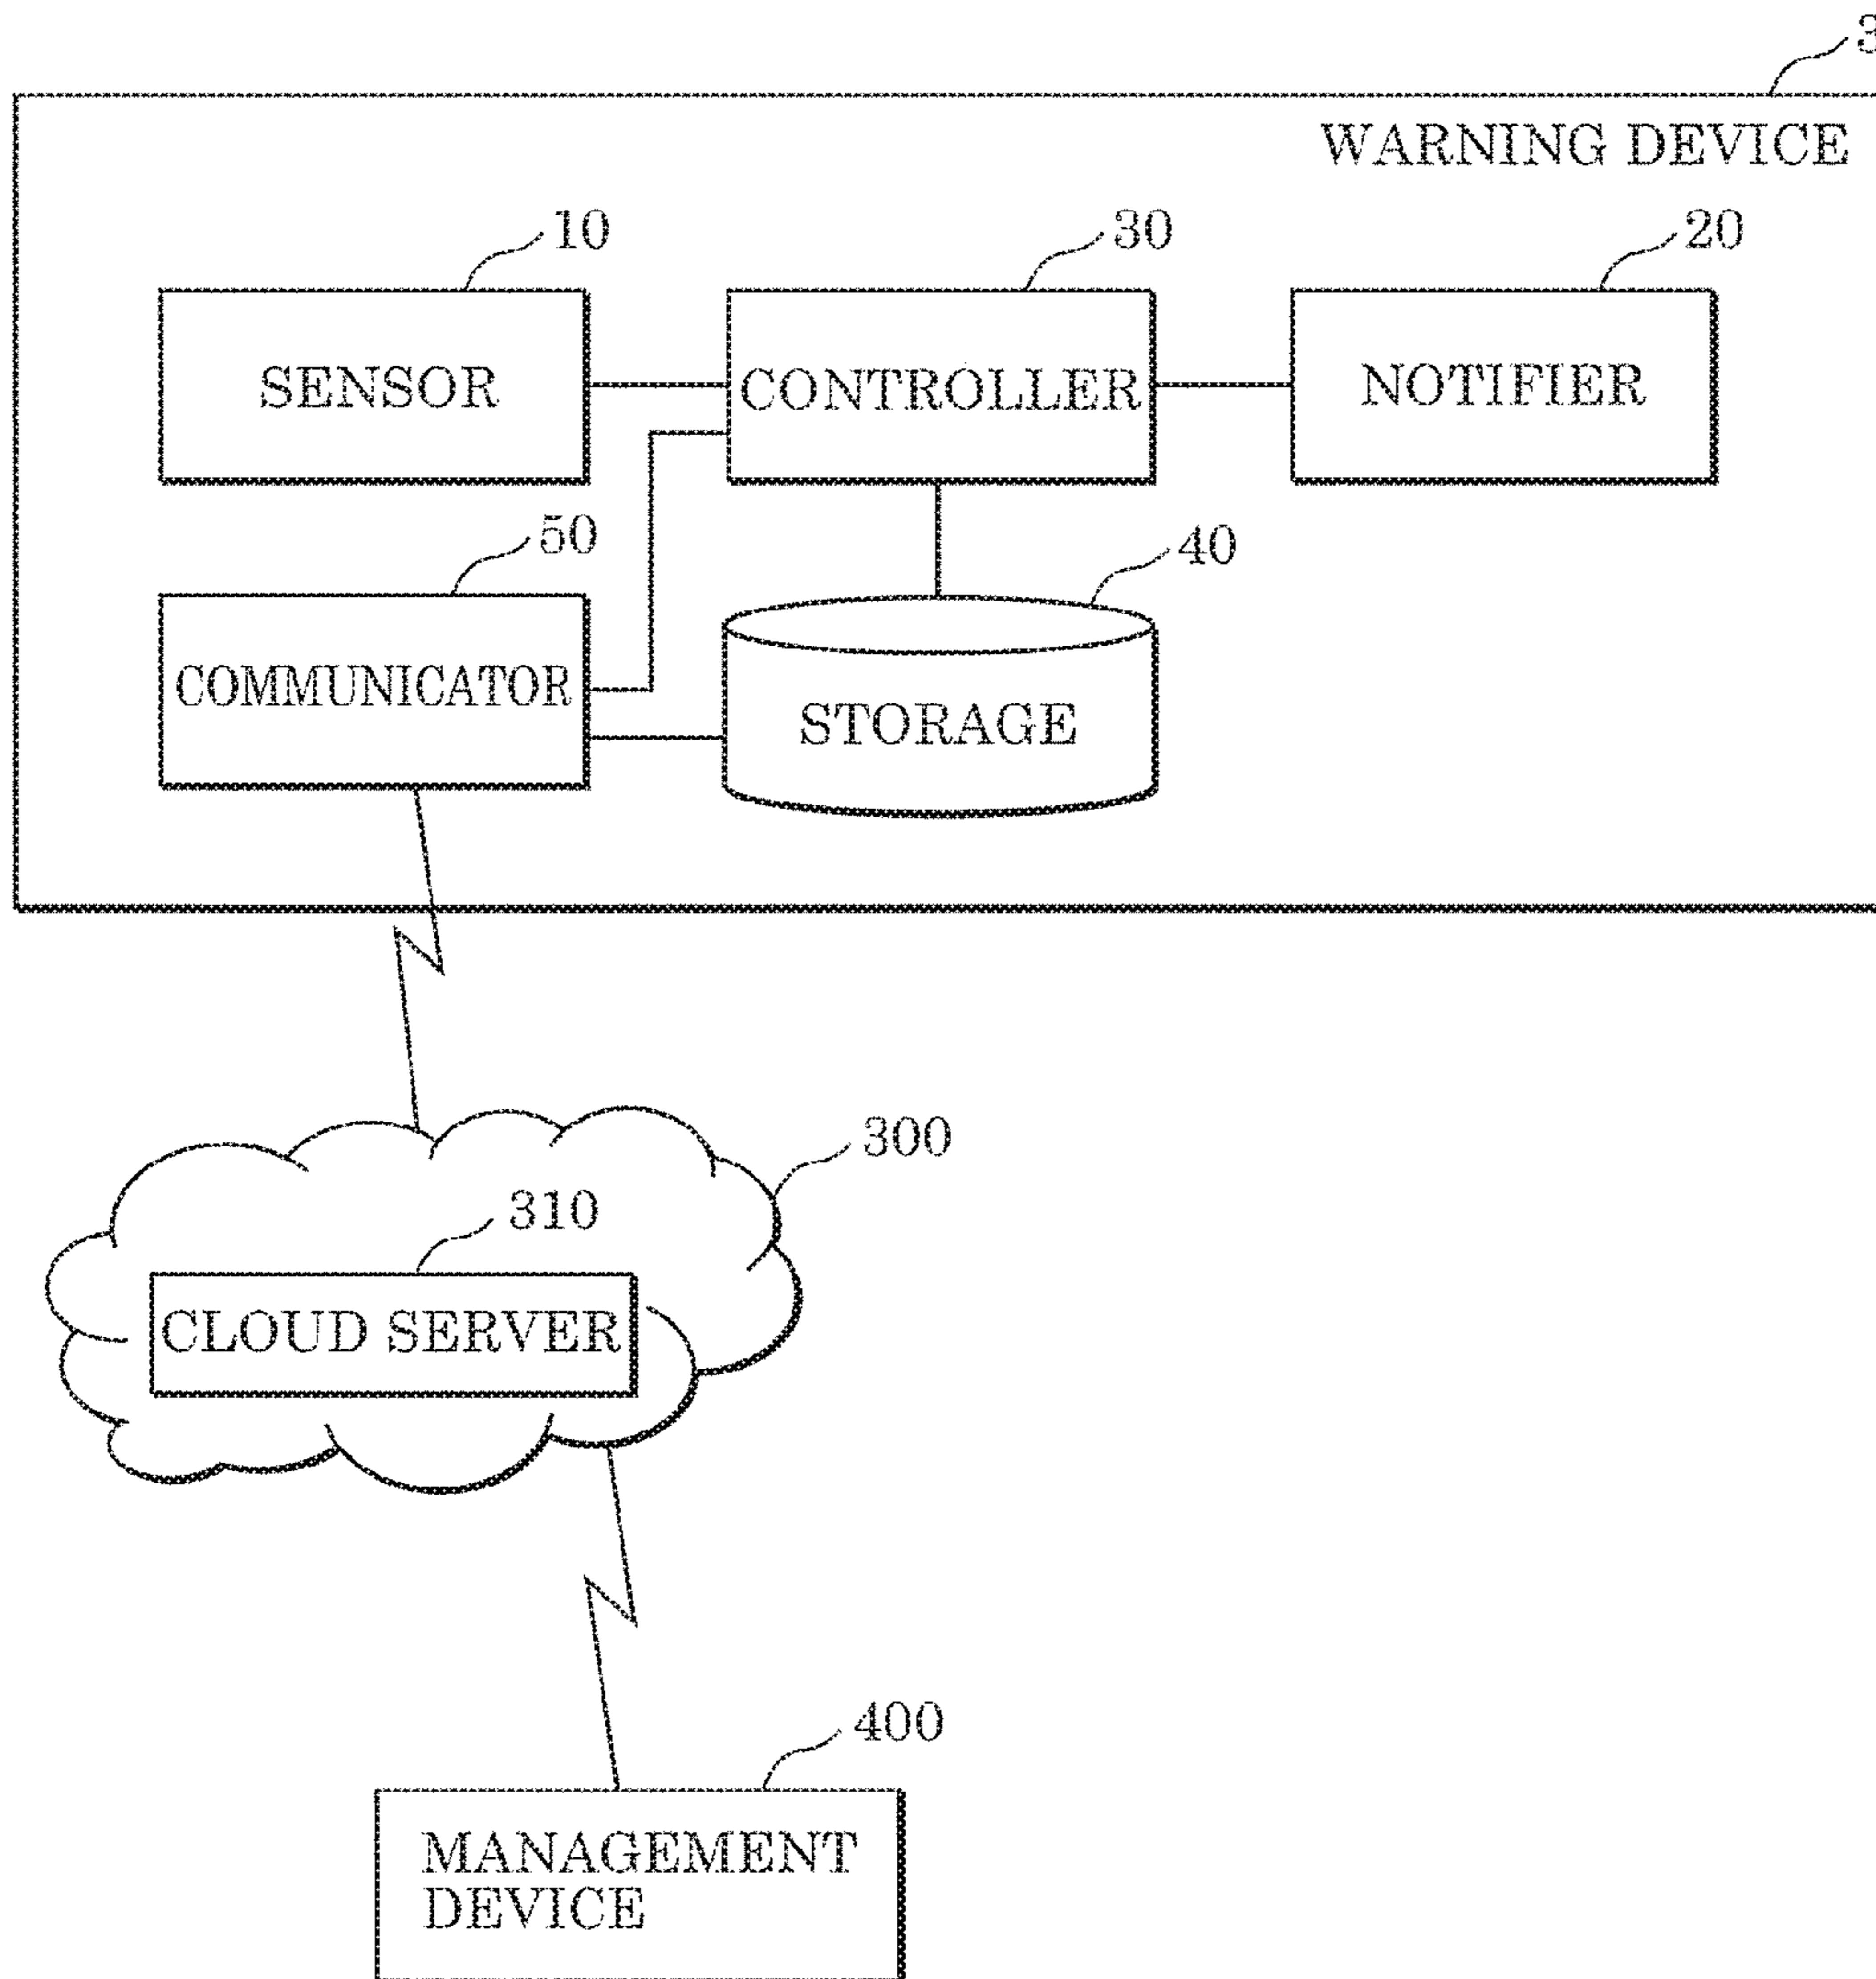 3
WARNING DEVICE
10
30
20
SENSOR
CONTROLLER
NOTIFIER
50
40
COMMUNICATOR
STORAGE
300
310
CLOUD SERVER
400
MANAGEMENT
DEVICE